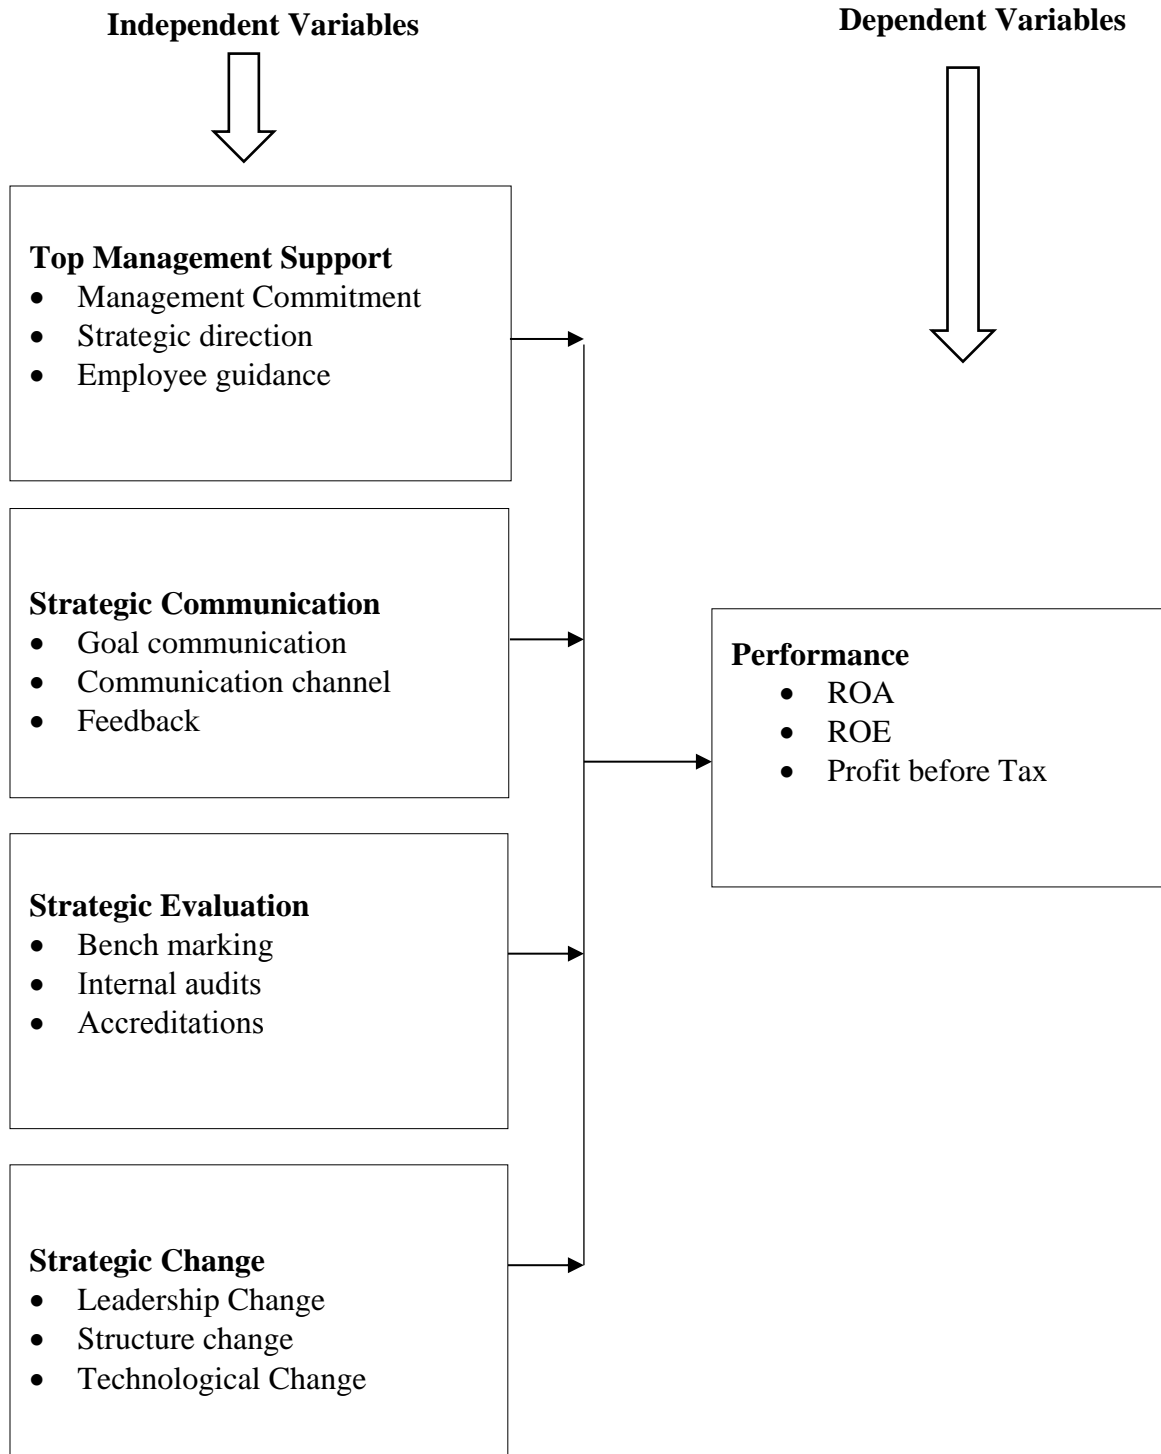 Independent Variables
Dependent Variables
Top Management Support
• Management Commitment
• Strategic direction
• Employee guidance
Strategic Communication
• Goal communication
• Communication channel
• Feedback
Performance
• ROA
• ROE
• Profit before Tax
Strategic Evaluation
• Bench marking
• Internal audits
• Accreditations
Strategic Change
• Leadership Change
• Structure change
• Technological Change